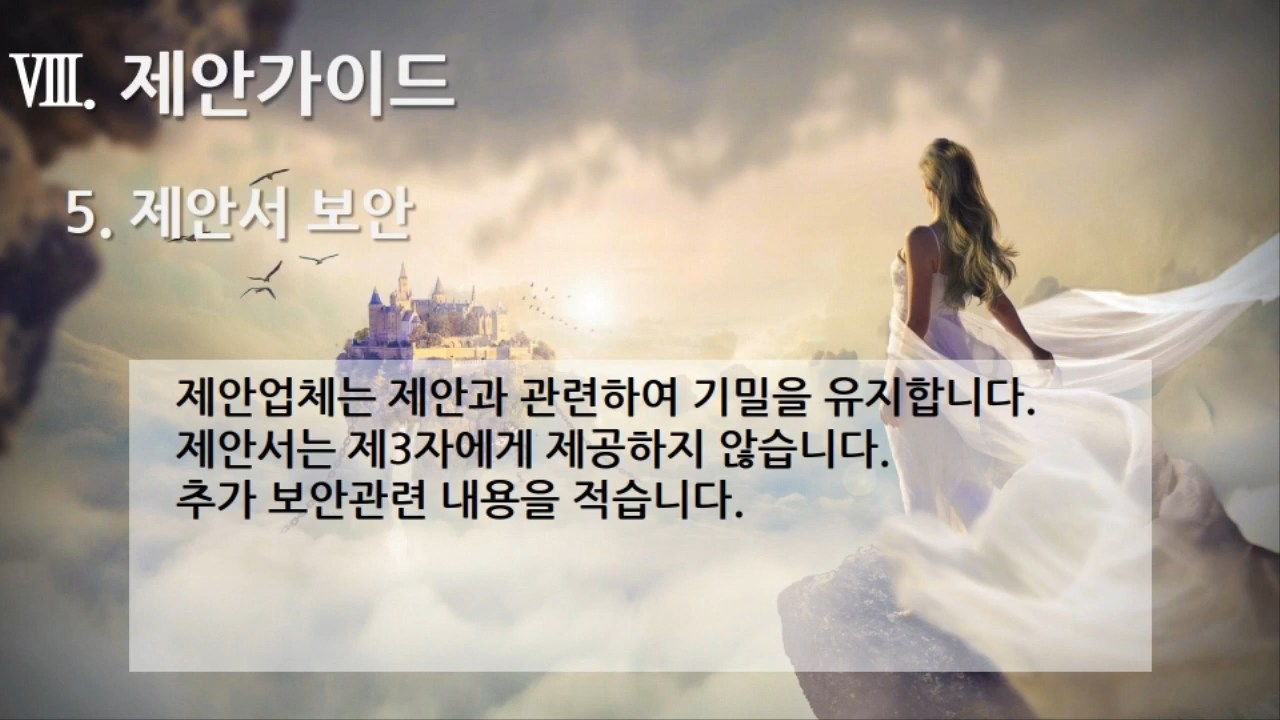 Ⅷ. 제안가이드
5. 제안서 보안
제안업체는 제안과 관련하여 기밀을 유지합니다.
제안서는 제3자에게 제공하지 않습니다.
추가 보안관련 내용을 적습니다.